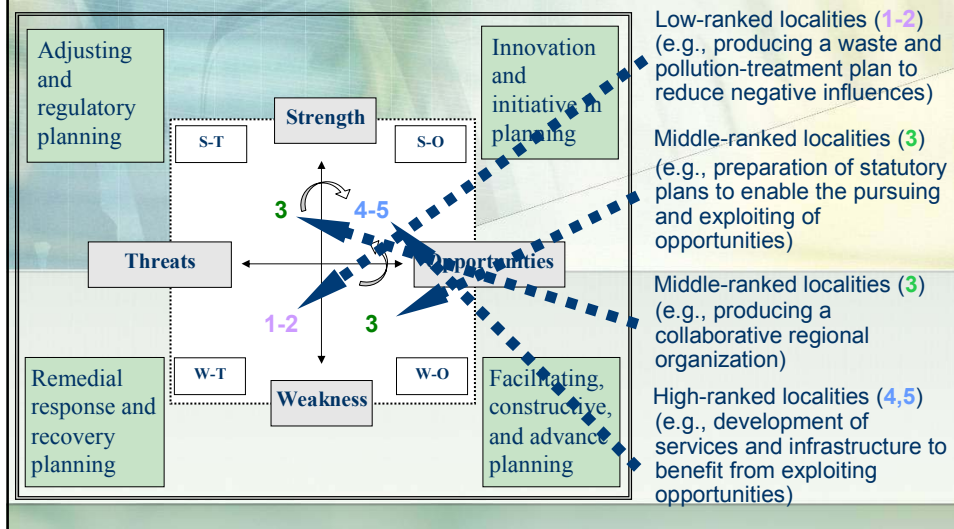 Adjusting
and
regulatory
planning
Innovation
and
initiative in
planning
Strength
S-T
S-O
3
4-5
Threats
Opportunities
1-2
3
W-T
W-O
Weakness
Remedial
response and
recovery
planning
Facilitating,
constructive,
and advance
planning
Low-ranked localities (1-2)
(e.g., producing a waste and
pollution-treatment plan to
reduce negative influences)
Middle-ranked localities (3)
(e.g., preparation of statutory
plans to enable the pursuing
and exploiting of
opportunities)
Middle-ranked localities (3)
(e.g., producing a
collaborative regional
organization)
High-ranked localities (4,5)
(e.g., development of
services and infrastructure to
benefit from exploiting
opportunities)